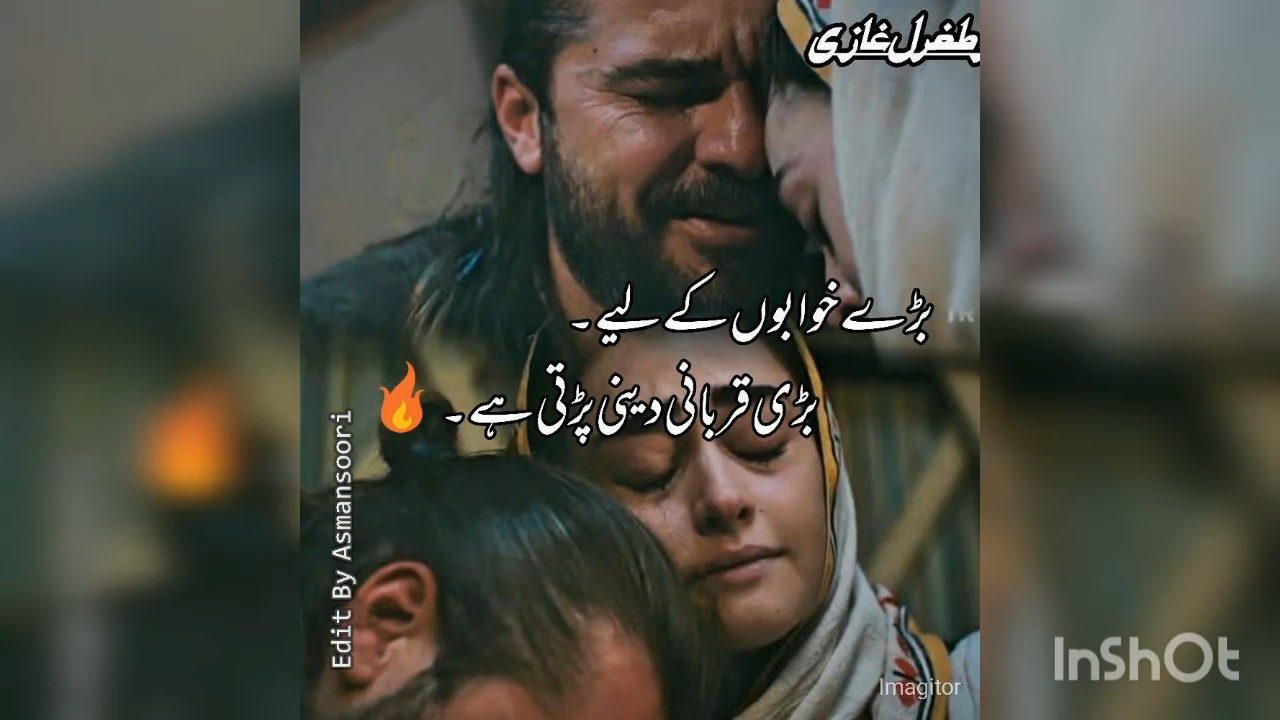 طغرل غازی
بڑے خوابوں کے لیے۔
بڑی قربانی دینی پڑتی ہے۔ 🔥
Edit By Asmansoori
Imagitor
InShOt